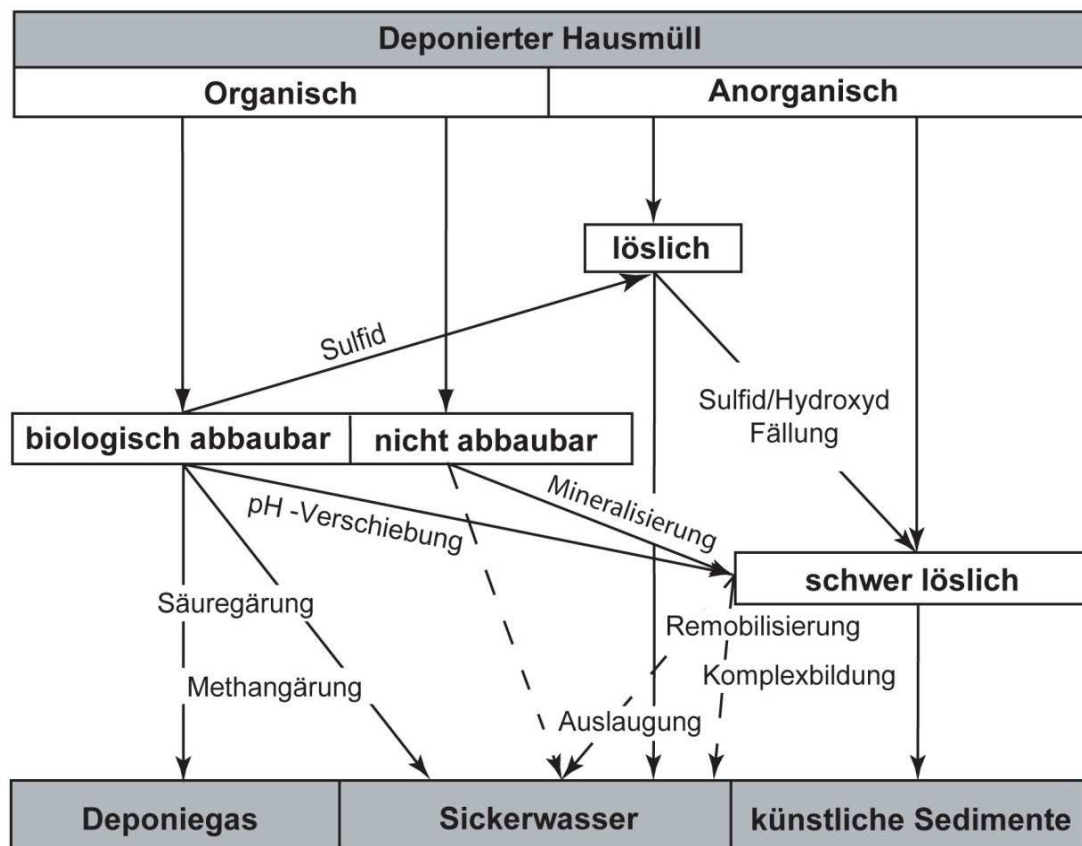 Deponierter Hausmüll
Organisch
Anorganisch
löslich
Sulfid
Sulfid/Hydroxyd
Fällung
biologisch abbaubar
nicht abbaubar
pH -Verschiebung
Mineralisierung
schwer löslich
Säuregärung
Remobilisierung
Komplexbildung
Methangärung
Auslaugung
Deponiegas
Sickerwasser
künstliche Sedimente